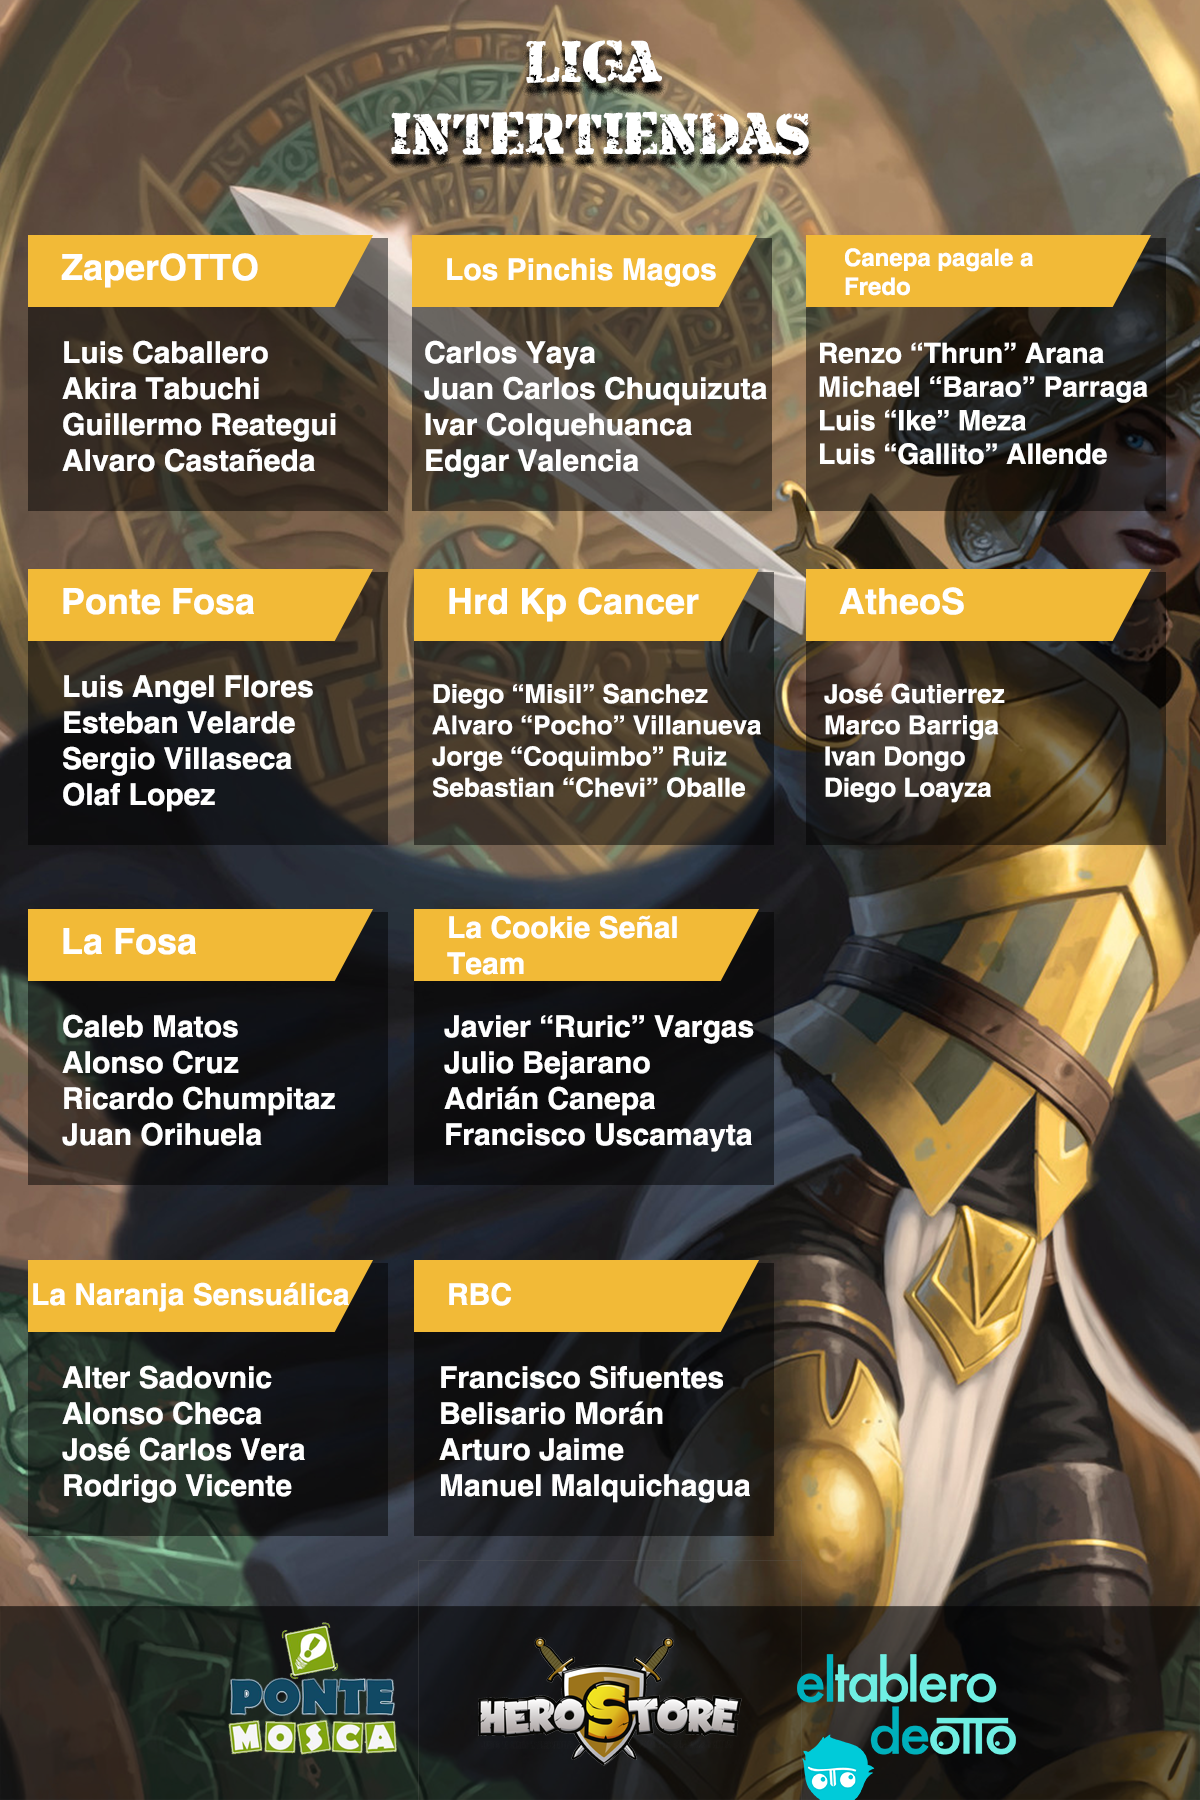 LIGA
INTERTIENDAS
ZaperOTTO
Luis Caballero
Akira Tabuchi
Guillermo Reategui
Alvaro Castañeda
Los Pinchis Magos
Carlos Yaya
Juan Carlos Chuquizuta
Ivar Colquehuanca
Edgar Valencia
Canepa pagale a
Fredo
Renzo “Thrun” Arana
Michael “Barao” Parraga
Luis “Ike” Meza
Luis “Gallito” Allende
Ponte Fosa
Luis Angel Flores
Esteban Velarde
Sergio Villaseca
Olaf Lopez
Hrd Kp Cancer
Diego “Misil” Sanchez
Alvaro “Pocho” Villanueva
Jorge “Coquimbo” Ruiz
Sebastian “Chevi” Oballe
AtheoS
José Gutierrez
Marco Barriga
Ivan Dongo
Diego Loayza
La Fosa
Caleb Matos
Alonso Cruz
Ricardo Chumpitaz
Juan Orihuela
La Cookie Señal
Team
Javier “Ruric” Vargas
Julio Bejarano
Adrián Canepa
Francisco Uscamayta
La Naranja Sensuálica
Alter Sadovnic
Alonso Checa
José Carlos Vera
Rodrigo Vicente
RBC
Francisco Sifuentes
Belisario Morán
Arturo Jaime
Manuel Malquichagua
PONTE
MOSCA
HEROSTORE
eltablero
deOTTO